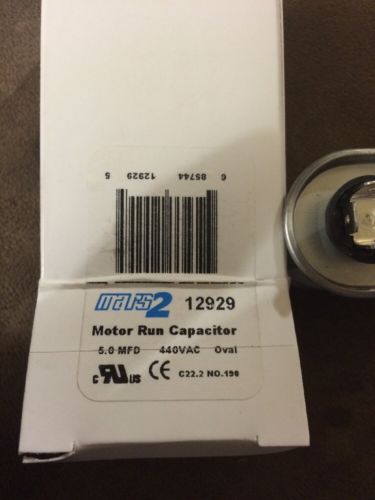 6 85744 12929 5
mars2 12929
Motor Run Capacitor
5.0 MFD 440VAC Oval
c UR us CE C22.2 NO.190